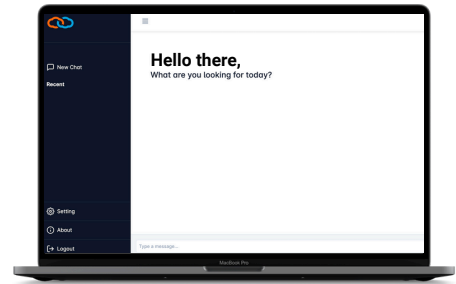 New Chat
Recent
Setting
About
Logout
Hello there,
What are you looking for today?
Type a message...
MacBook Pro